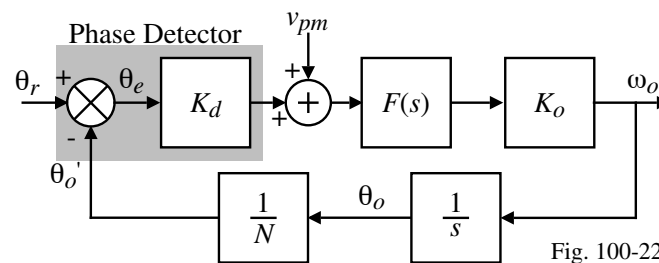 Phase Detector
v_pm
θ_r
+
θ_e
K_d
+
+
+
F(s)
K_o
ω_o
-
θ_o'
1/N
θ_o
1/s
Fig. 100-22